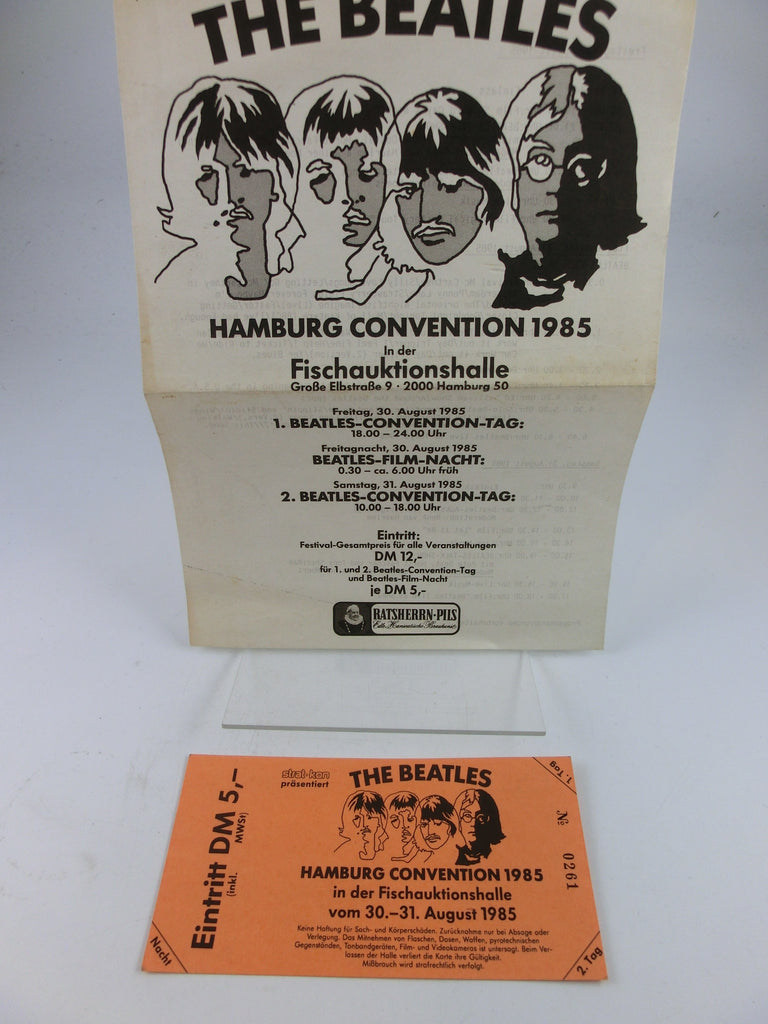 THE BEATLES
HAMBURG CONVENTION 1985
In der
Fischauktionshalle
Große Elbstraße 9 · 2000 Hamburg 50
Freitag, 30. August 1985
1. BEATLES-CONVENTION-TAG:
18.00 – 24.00 Uhr
Freitagnacht, 30. August 1985
BEATLES-FILM-NACHT:
0.30 – ca. 6.00 Uhr früh
Samstag, 31. August 1985
2. BEATLES-CONVENTION-TAG:
10.00 – 18.00 Uhr
Eintritt:
Festival-Gesamtpreis für alle Veranstaltungen
DM 12,-
für 1. und 2. Beatles-Convention-Tag
und Beatles-Film-Nacht
je DM 5,-
RATSHERRN-PILS
Edle Hanseatische Braukunst
Eintritt DM 5,–
(inkl. MWSt)
Nacht
strat-kon
präsentiert
THE BEATLES
HAMBURG CONVENTION 1985
in der Fischauktionshalle
vom 30.–31. August 1985
Keine Haftung für Sach- und Körperschäden. Zurücknahme nur bei Absage oder
Verlegung. Das Mitnehmen von Flaschen, Dosen, Waffen, pyrotechnischen
Gegenständen, Tonbandgeräten, Film- und Videokameras ist untersagt. Beim Ver-
lassen der Halle verliert die Karte ihre Gültigkeit.
Mißbrauch wird strafrechtlich verfolgt.
1. Tag
№ 0261
2. Tag